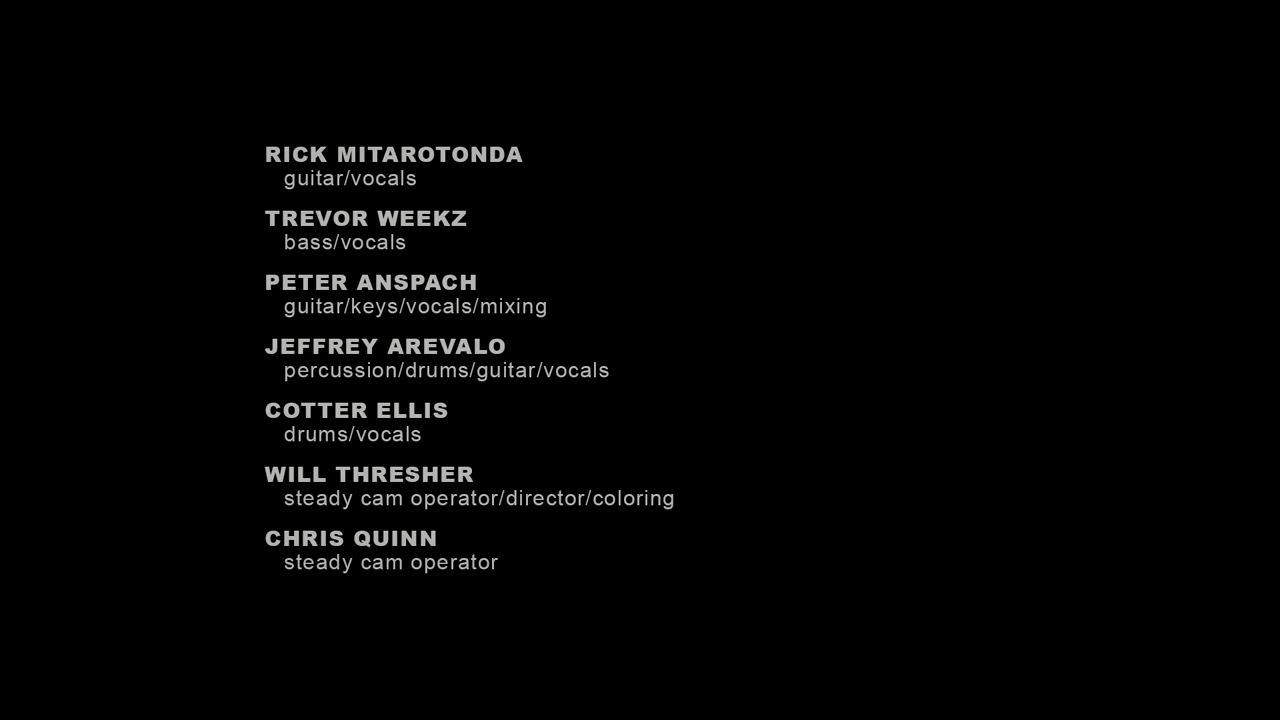 RICK MITAROTONDA
guitar/vocals
TREVOR WEEKZ
bass/vocals
PETER ANSPACH
guitar/keys/vocals/mixing
JEFFREY AREVALO
percussion/drums/guitar/vocals
COTTER ELLIS
drums/vocals
WILL THRESHER
steady cam operator/director/coloring
CHRIS QUINN
steady cam operator